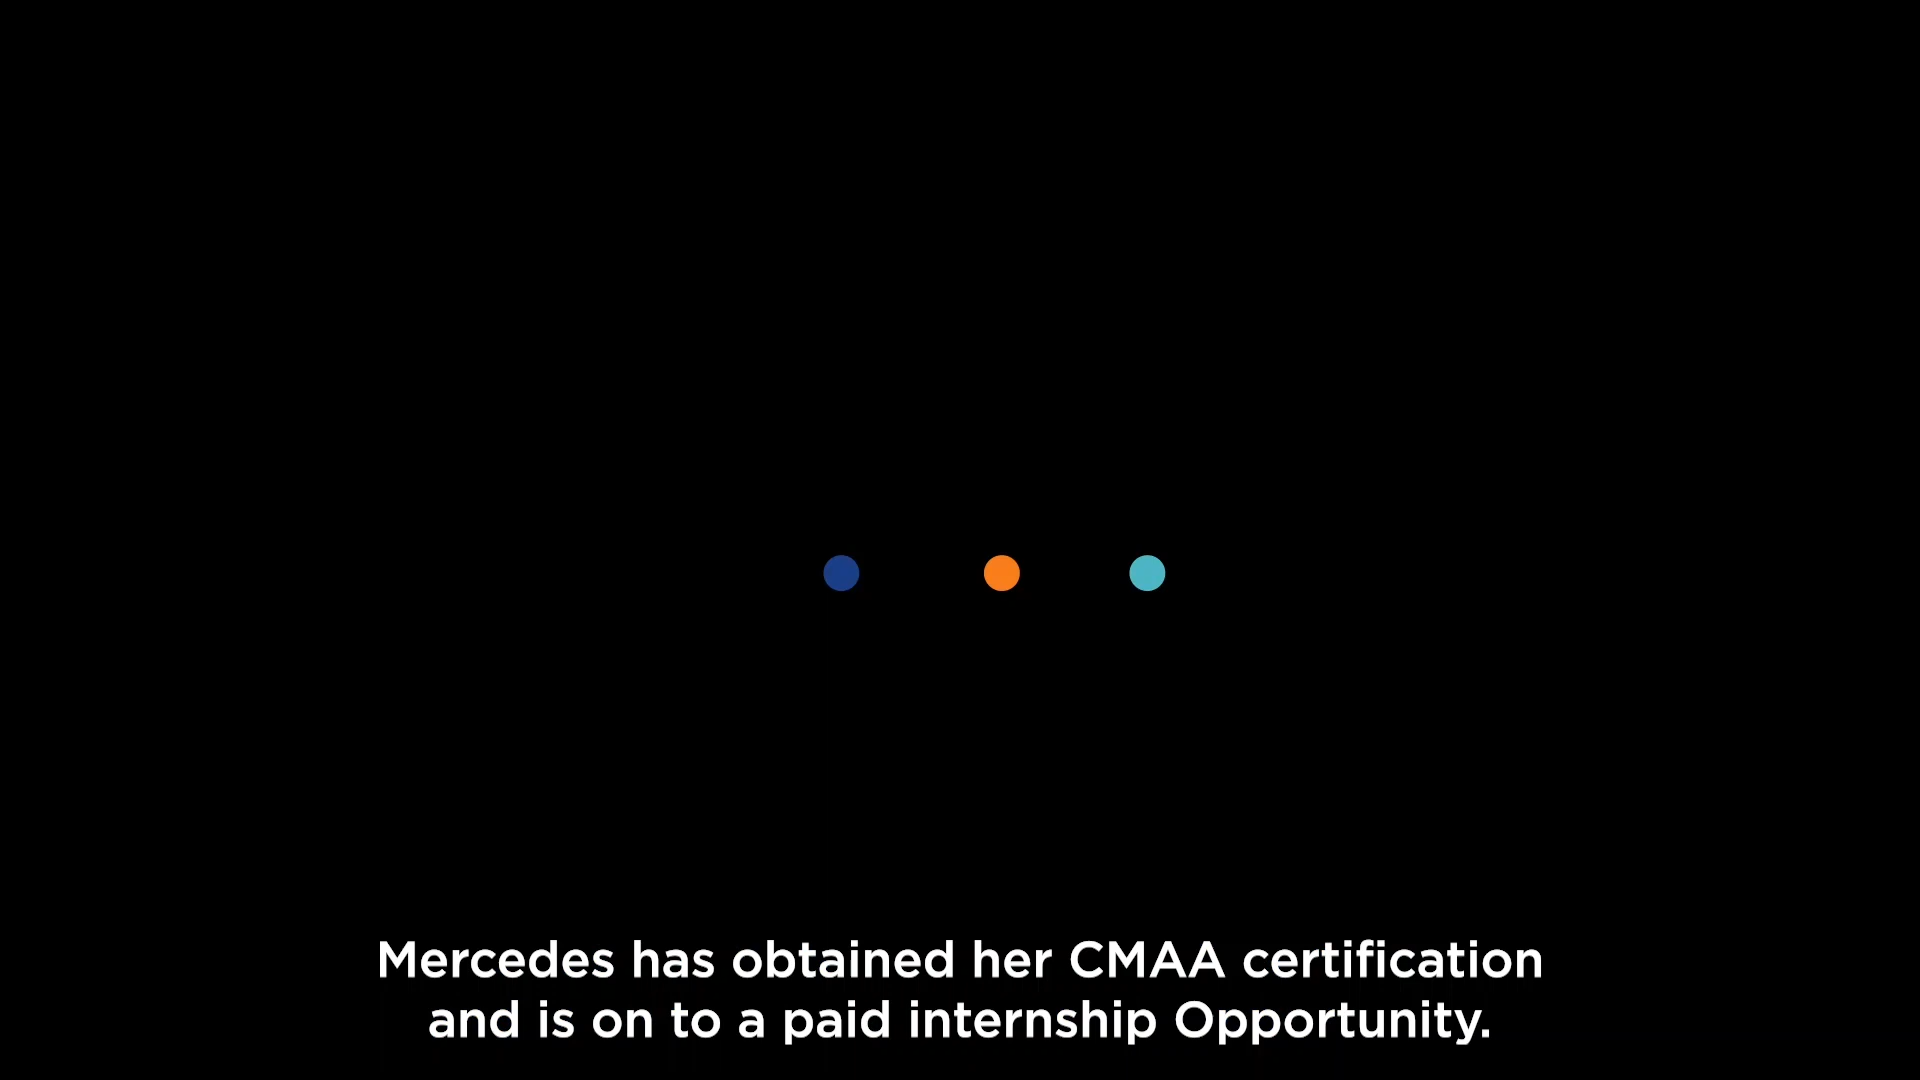 Mercedes has obtained her CMAA certification
and is on to a paid internship Opportunity.